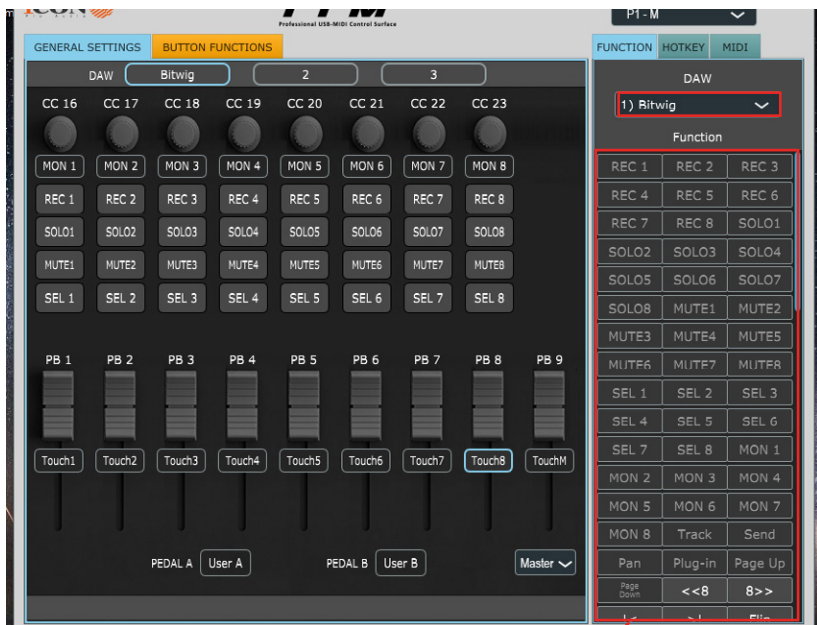 iCON
Professional USB-MIDI Control Surface
P1-M
GENERAL SETTINGS BUTTON FUNCTIONS
FUNCTION HOTKEY MIDI
DAW Bitwig 2 3
CC 16 CC 17 CC 18 CC 19 CC 20 CC 21 CC 22 CC 23
MON 1 MON 2 MON 3 MON 4 MON 5 MON 6 MON 7 MON 8
REC 1 REC 2 REC 3 REC 4 REC 5 REC 6 REC 7 REC 8
SOLO1 SOLO2 SOLO3 SOLO4 SOLO5 SOLO6 SOLO7 SOLO8
MUTE1 MUTE2 MUTE3 MUTE4 MUTE5 MUTE6 MUTE7 MUTE8
SEL 1 SEL 2 SEL 3 SEL 4 SEL 5 SEL 6 SEL 7 SEL 8
PB 1 PB 2 PB 3 PB 4 PB 5 PB 6 PB 7 PB 8 PB 9
Touch1 Touch2 Touch3 Touch4 Touch5 Touch6 Touch7 Touch8 TouchM
PEDAL A User A PEDAL B User B Master
DAW
1) Bitwig
Function
REC 1 REC 2 REC 3
REC 4 REC 5 REC 6
REC 7 REC 8 SOLO1
SOLO2 SOLO3 SOLO4
SOLO5 SOLO6 SOLO7
SOLO8 MUTE1 MUTE2
MUTE3 MUTE4 MUTE5
MUTE6 MUTE7 MUTE8
SEL 1 SEL 2 SEL 3
SEL 4 SEL 5 SEL 6
SEL 7 SEL 8 MON 1
MON 2 MON 3 MON 4
MON 5 MON 6 MON 7
MON 8 Track Send
Pan Plug-in Page Up
Page Down <<8 8>>
|< >| Flip